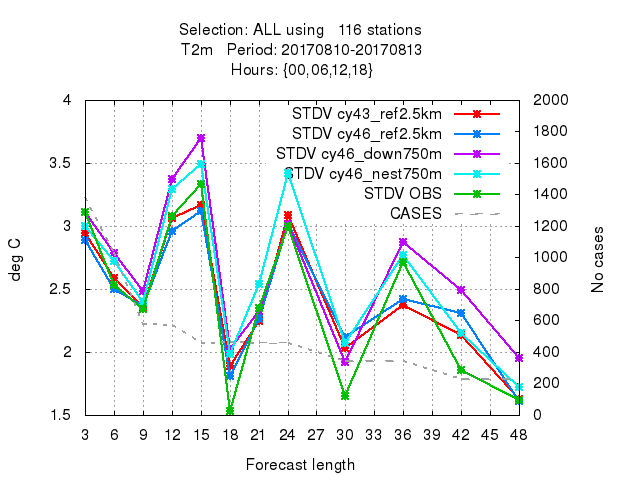 Selection: ALL using   116 stations
T2m   Period: 20170810-20170813
Hours: {00,06,12,18}
STDV cy43_ref2.5km
STDV cy46_ref2.5km
STDV cy46_down750m
STDV cy46_nest750m
STDV OBS
CASES
deg C
4
3.5
3
2.5
2
1.5
No cases
2000
1800
1600
1400
1200
1000
800
600
400
200
0
3 6 9 12 15 18 21 24 27 30 33 36 39 42 45 48
Forecast length